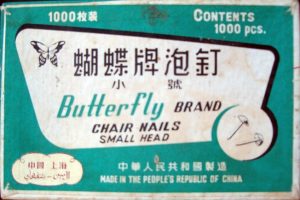 1000枚装
CONTENTS
1000 pcs.
蝴蝶牌泡釘
小號
Butterfly BRAND
CHAIR NAILS
SMALL HEAD
中國 上海
中華人民共和國製造
MADE IN THE PEOPLE'S REPUBLIC OF CHINA